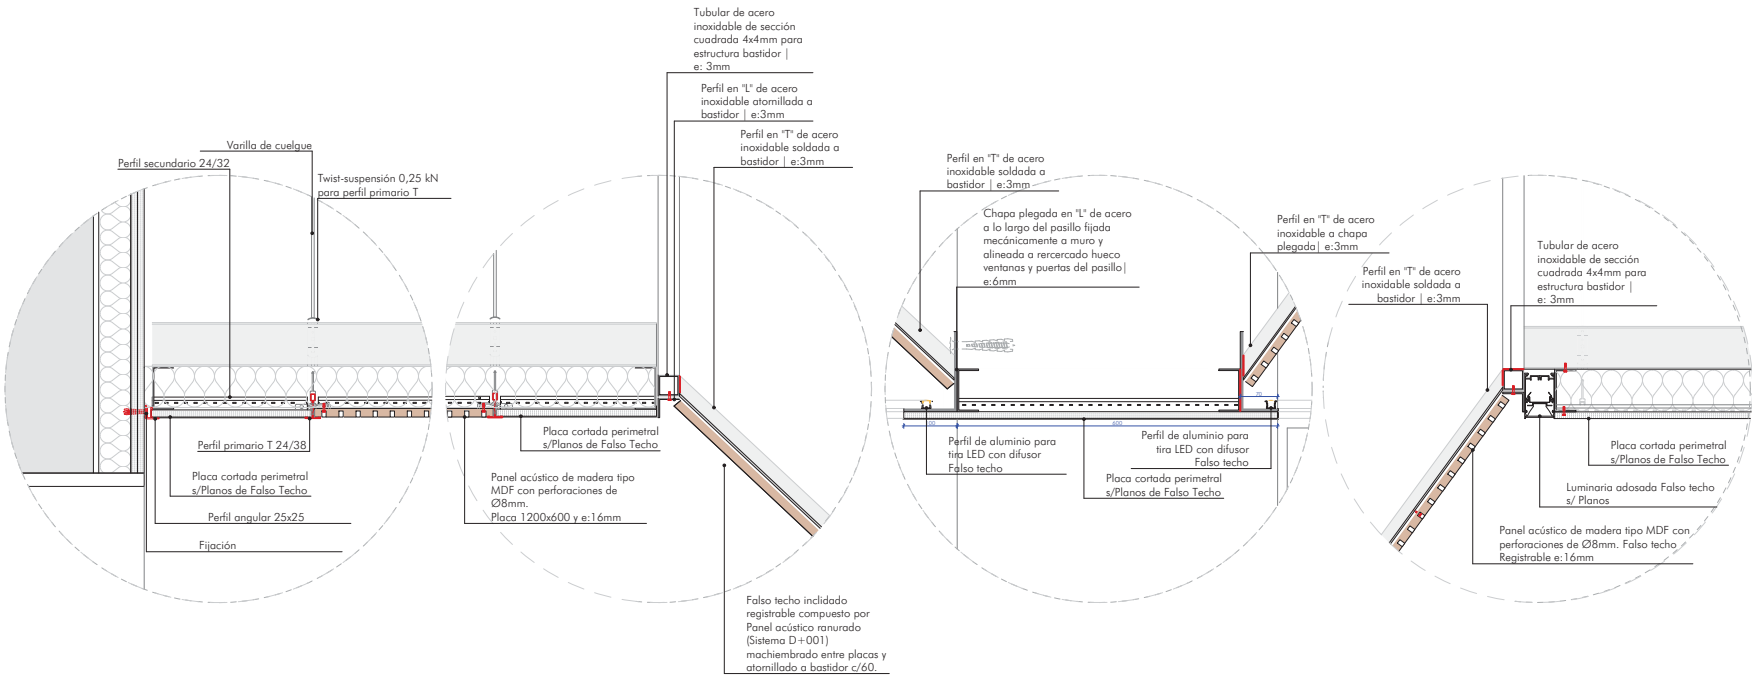 Tubular de acero
inoxidable de sección
cuadrada 4x4mm para
estructura bastidor |
e: 3mm
Perfil en "L" de acero
inoxidable atornillada a
bastidor | e:3mm
Perfil en "T" de acero
inoxidable soldada a
bastidor | e:3mm
Varilla de cuelgue
Perfil secundario 24/32
Twist-suspensión 0,25 kN
para perfil primario T
Perfil primario T 24/38
Placa cortada perimetral
s/Planos de Falso Techo
Perfil angular 25x25
Fijación
Placa cortada perimetral
s/Planos de Falso Techo
Panel acústico de madera tipo
MDF con perforaciones de
Ø8mm.
Placa 1200x600 y e:16mm
Falso techo inclidado
registrable compuesto por
Panel acústico ranurado
(Sistema D+001)
machiembrado entre placas y
atornillado a bastidor c/60.
Perfil en "T" de acero
inoxidable soldada a
bastidor | e:3mm
Chapa plegada en "L" de acero
a lo largo del pasillo fijada
mecánicamente a muro y
alineada a rercercado hueco
ventanas y puertas del pasillo|
e:6mm
Perfil en "T" de acero
inoxidable a chapa
plegada| e:3mm
70
100
600
Perfil de aluminio para
tira LED con difusor
Falso techo
Perfil de aluminio para
tira LED con difusor
Falso techo
Placa cortada perimetral
s/Planos de Falso Techo
Perfil en "T" de acero
inoxidable soldada a
bastidor | e:3mm
Tubular de acero
inoxidable de sección
cuadrada 4x4mm para
estructura bastidor |
e: 3mm
Placa cortada perimetral
s/Planos de Falso Techo
Luminaria adosada Falso techo
s/ Planos
Panel acústico de madera tipo MDF con
perforaciones de Ø8mm. Falso techo
Registrable e:16mm